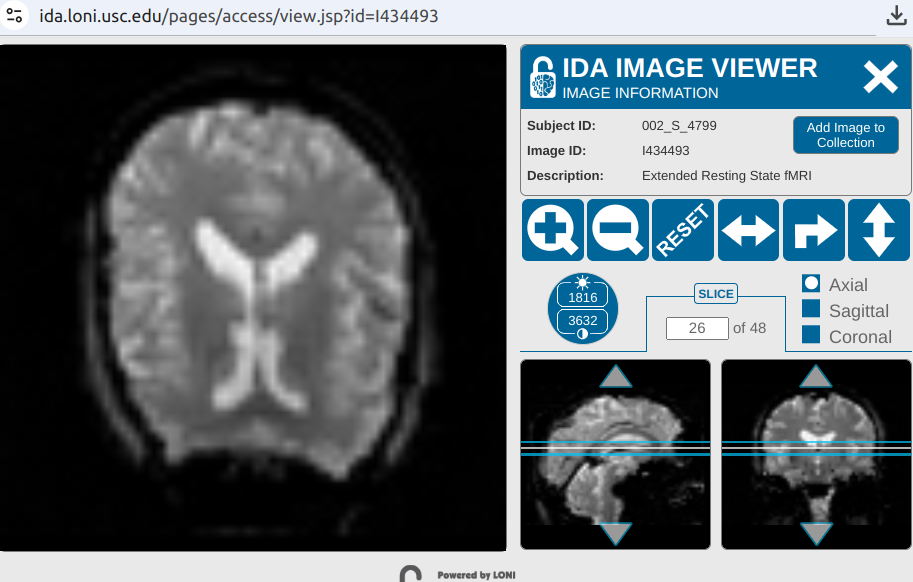 ida.loni.usc.edu/pages/access/view.jsp?id=I434493
IDA IMAGE VIEWER
IMAGE INFORMATION
Subject ID: 002_S_4799
Image ID: I434493
Description: Extended Resting State fMRI
Add Image to
Collection
RESET
1816
3632
SLICE
26 of 48
Axial
Sagittal
Coronal
Powered by LONI